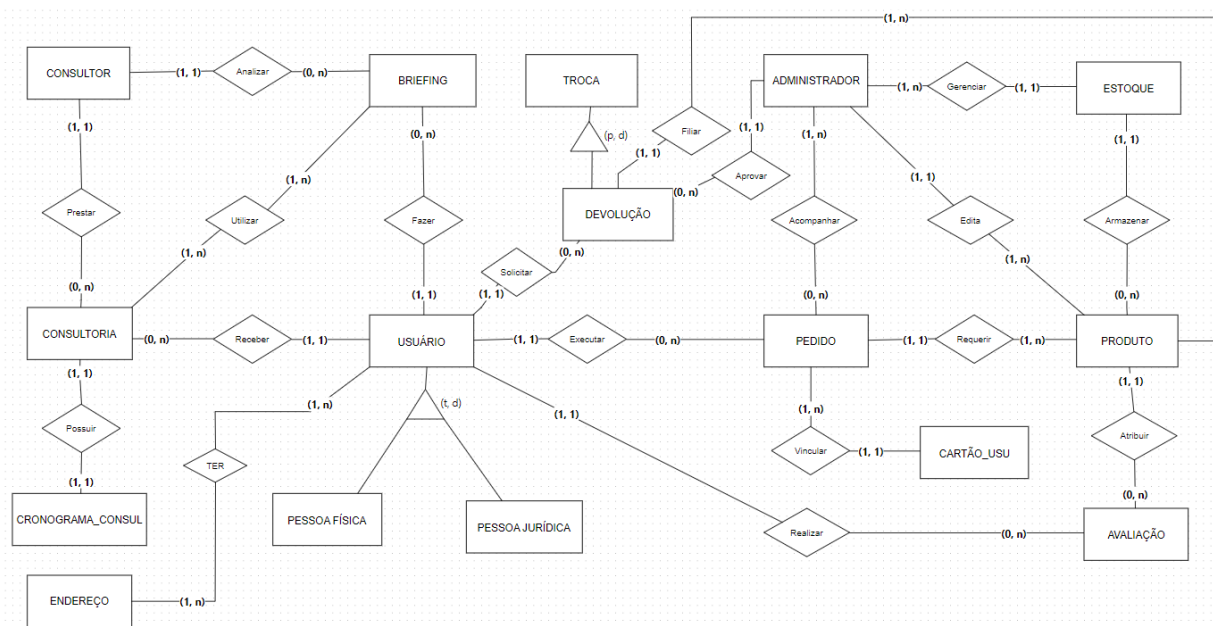 (1, n)
CONSULTOR
(1, 1)
Analizar
(0, n)
BRIEFING
TROCA
ADMINISTRADOR
(1, n)
Gerenciar
(1, 1)
ESTOQUE
(1, 1)
(0, n)
(p, d)
Filiar
(1, 1)
(1, n)
(1, 1)
(1, 1)
(1, 1)
Aprovar
(0, n)
(1, n)
(1, 1)
Prestar
Utilizar
Fazer
DEVOLUÇÃO
Acompanhar
Edita
Armazenar
(1, n)
(0, n)
(1, n)
Solicitar
(0, n)
(0, n)
(0, n)
(1, 1)
(1, 1)
(0, n)
CONSULTORIA
(0, n)
Receber
(1, 1)
USUÁRIO
(1, 1)
Executar
(0, n)
PEDIDO
(1, 1)
Requerir
(1, n)
PRODUTO
(1, 1)
(1, n)
(t, d)
(1, 1)
(1, n)
(1, 1)
Possuir
Atribuir
TER
Vincular
(1, 1)
CARTÃO_USU
(1, 1)
(0, n)
CRONOGRAMA_CONSUL
PESSOA FÍSICA
PESSOA JURÍDICA
Realizar
(0, n)
AVALIAÇÃO
ENDEREÇO
(1, n)